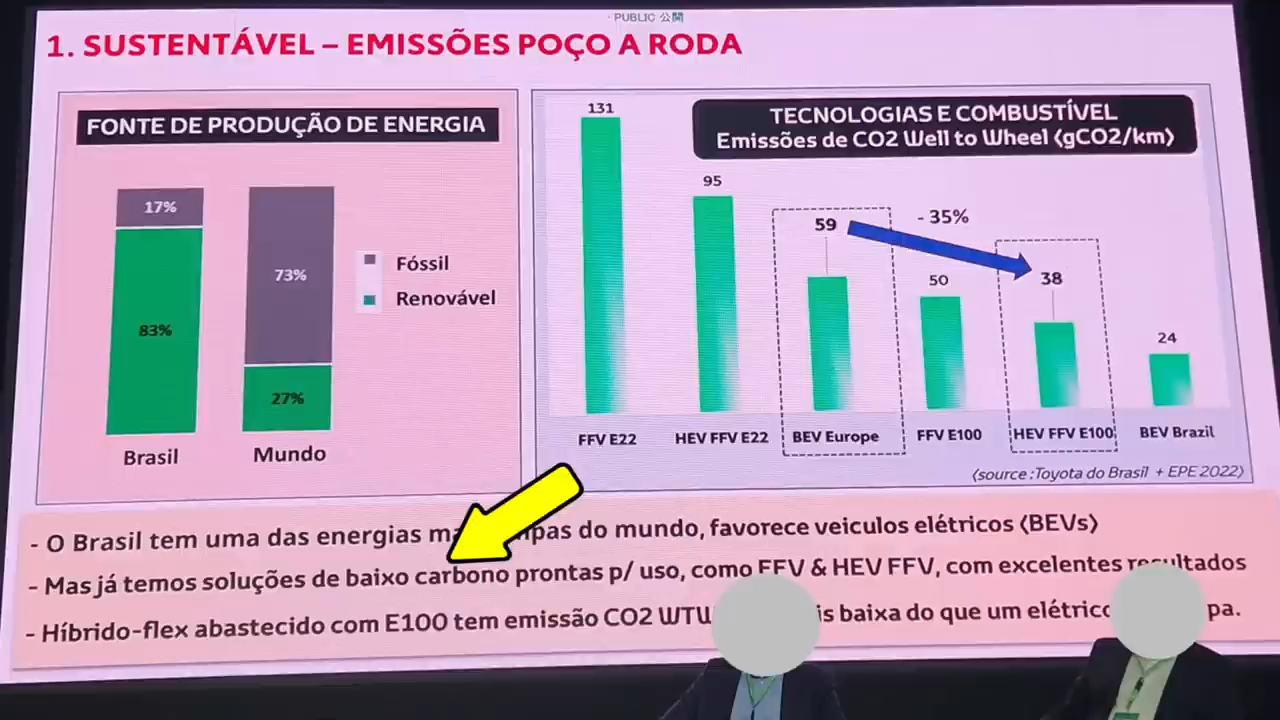 PUBLIC 公開
1. SUSTENTÁVEL – EMISSÕES POÇO A RODA
FONTE DE PRODUÇÃO DE ENERGIA
17%
83%
73%
27%
Fóssil
Renovável
Brasil
Mundo
TECNOLOGIAS E COMBUSTÍVEL
Emissões de CO2 Well to Wheel (gCO2/km)
131
95
59
- 35%
50
38
24
FFV E22
HEV FFV E22
BEV Europe
FFV E100
HEV FFV E100
BEV Brazil
(source :Toyota do Brasil + EPE 2022)
- O Brasil tem uma das energias do mundo, favorece veiculos elétricos (BEVs)
- Mas já temos soluções de baixo carbono prontas p/ uso, como FFV & HEV FFV, com excelentes resultados
- Híbrido-flex abastecido com E100 tem emissão CO2 baixa do que um elétrico